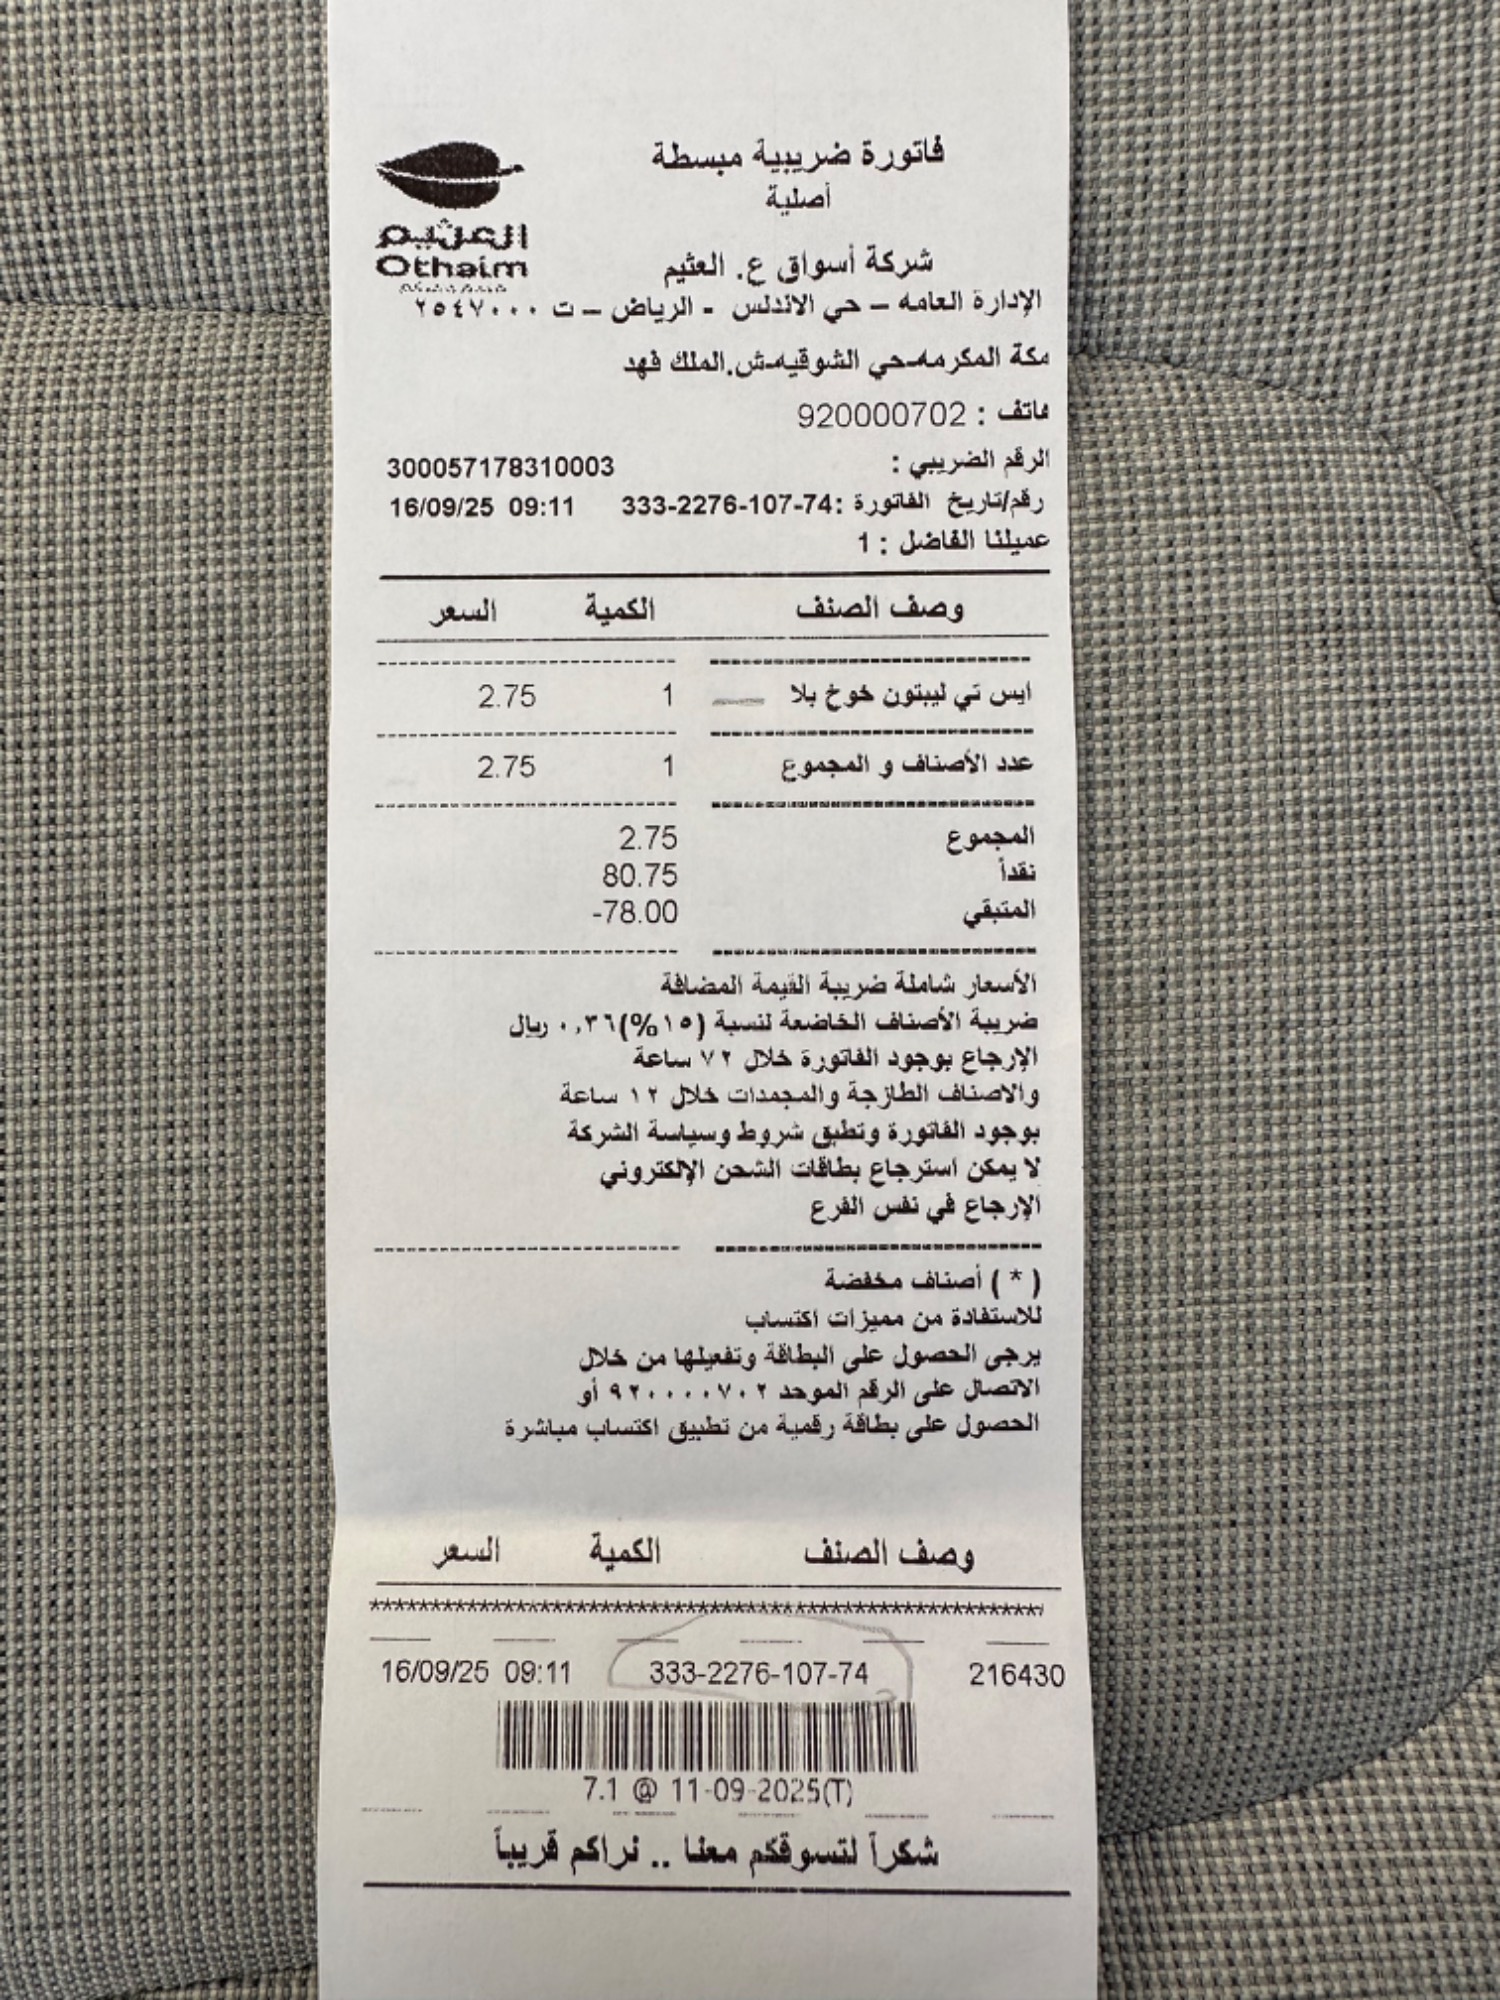 فاتورة ضريبية مبسطة
أصلية
العثيم
Othaim
شركة أسواق ع. العثيم
الإدارة العامه – حي الاندلس - الرياض – ت ٢٥٤٧٠٠٠
مكة المكرمه-حي الشوقيه-ش.الملك فهد
هاتف : 920000702
الرقم الضريبي : 300057178310003
رقم/تاريخ الفاتورة :333-2276-107-74 16/09/25 09:11
عميلنا الفاضل : 1
وصف الصنف الكمية السعر
ايس تي ليبتون خوخ بلا 1 2.75
عدد الأصناف و المجموع 1 2.75
المجموع 2.75
نقداً 80.75
المتبقي -78.00
الأسعار شاملة ضريبة القيمة المضافة
ضريبة الأصناف الخاضعة لنسبة (١٥%)٠,٣٦ ريال
الإرجاع بوجود الفاتورة خلال ٧٢ ساعة
والاصناف الطازجة والمجمدات خلال ١٢ ساعة
بوجود الفاتورة وتطبق شروط وسياسة الشركة
لا يمكن استرجاع بطاقات الشحن الإلكتروني
الإرجاع في نفس الفرع
( * ) أصناف مخفضة
للاستفادة من مميزات اكتساب
يرجى الحصول على البطاقة وتفعيلها من خلال
الاتصال على الرقم الموحد ٩٢٠٠٠٠٧٠٢ أو
الحصول على بطاقة رقمية من تطبيق اكتساب مباشرة
وصف الصنف الكمية السعر
216430 333-2276-107-74 16/09/25 09:11
7.1 @ 11-09-2025(T)
شكراً لتسوقكم معنا .. نراكم قريباً